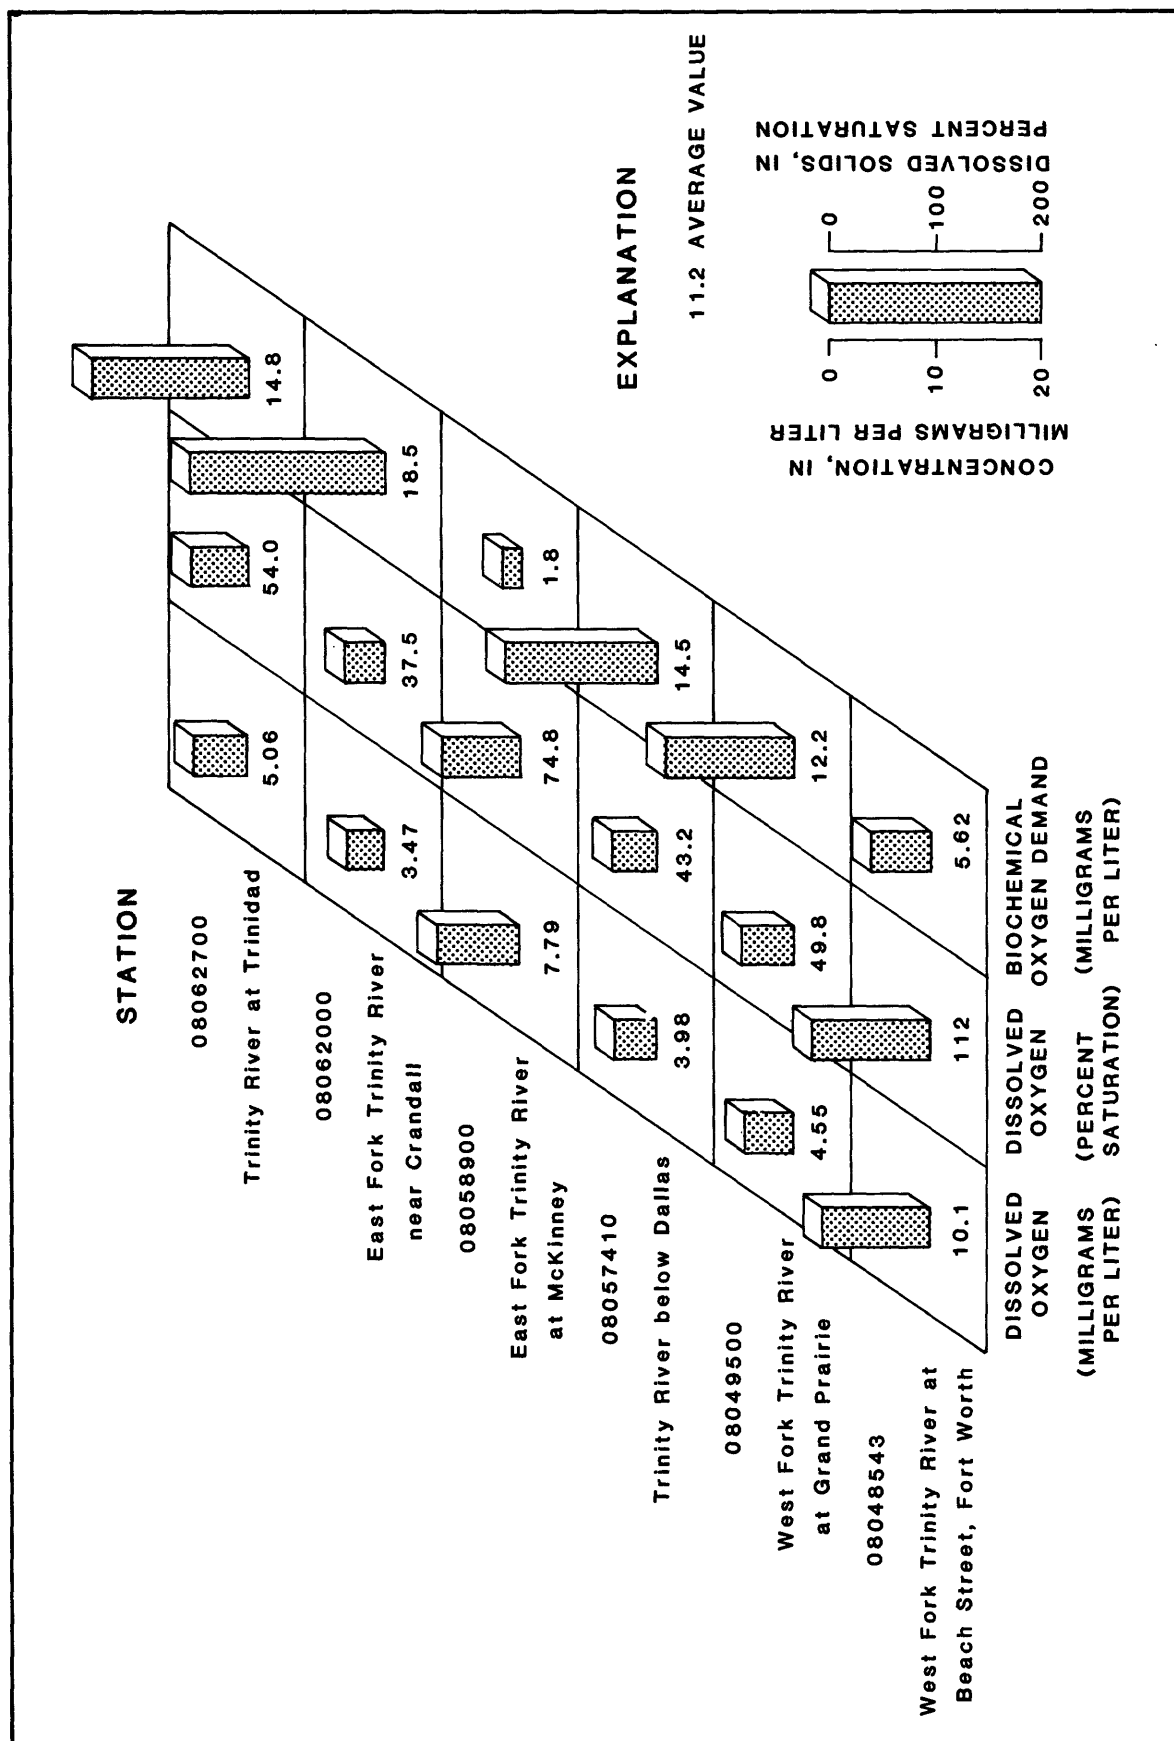 STATION
08062700
Trinity River at Trinidad
08062000
East Fork Trinity River
near Crandall
08058900
East Fork Trinity River
at McKinney
08057410
Trinity River below Dallas
08049500
West Fork Trinity River
at Grand Prairie
08048543
West Fork Trinity River at
Beach Street, Fort Worth
5.06
54.0
14.8
3.47
37.5
18.5
7.79
74.8
1.8
3.98
43.2
14.5
4.55
49.8
12.2
10.1
112
5.62
DISSOLVED
OXYGEN
(MILLIGRAMS
PER LITER)
DISSOLVED
OXYGEN
(PERCENT
SATURATION)
BIOCHEMICAL
OXYGEN DEMAND
(MILLIGRAMS
PER LITER)
EXPLANATION
11.2 AVERAGE VALUE
CONCENTRATION, IN
MILLIGRAMS PER LITER
0
10
20
0
100
200
DISSOLVED SOLIDS, IN
PERCENT SATURATION